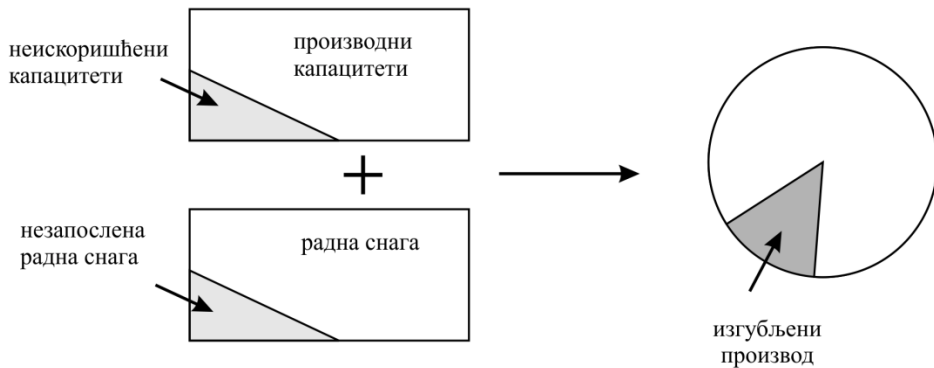 неискоришћени
капацитети
производни
капацитети
незапослена
радна снага
радна снага
изгубљени
производ